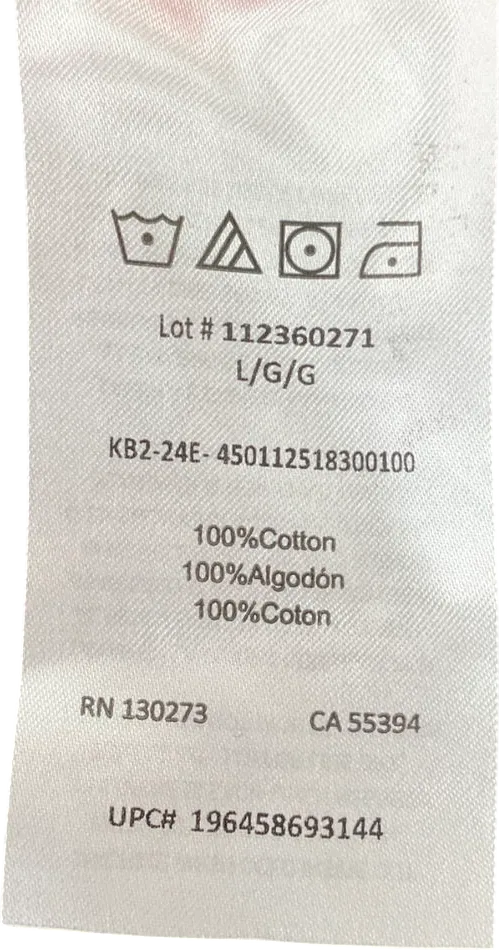 Lot # 112360271
L/G/G
KB2-24E- 450112518300100
100%Cotton
100%Algodón
100%Coton
RN 130273 CA 55394
UPC# 196458693144